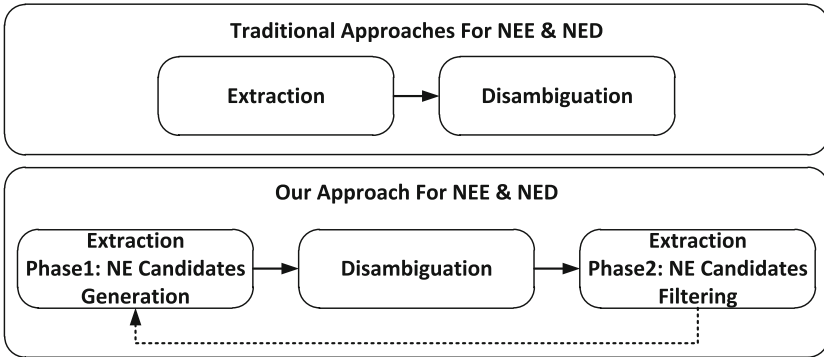 Traditional Approaches For NEE & NED
Extraction
Disambiguation
Our Approach For NEE & NED
Extraction
Phase1: NE Candidates
Generation
Disambiguation
Extraction
Phase2: NE Candidates
Filtering